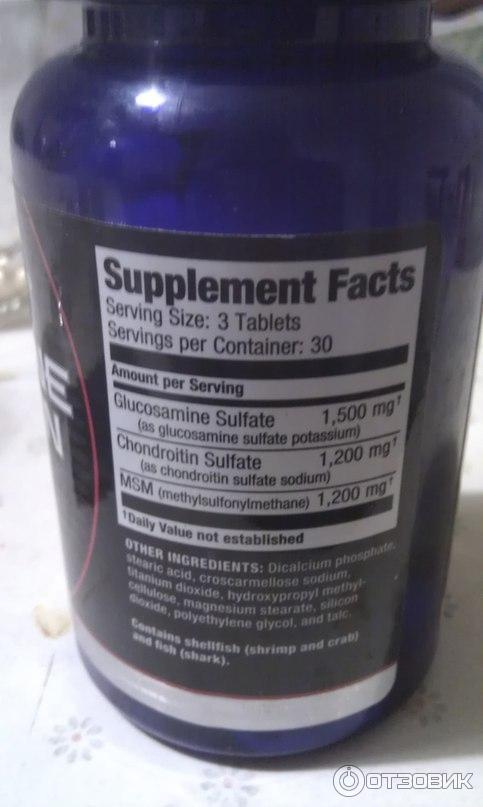 Supplement Facts
Serving Size: 3 Tablets
Servings per Container: 30
Amount per Serving
Glucosamine Sulfate 1,500 mg†
(as glucosamine sulfate potassium)
Chondroitin Sulfate 1,200 mg†
(as chondroitin sulfate sodium)
MSM (methylsulfonylmethane) 1,200 mg†
†Daily Value not established
OTHER INGREDIENTS: Dicalcium phosphate,
stearic acid, croscarmellose sodium,
titanium dioxide, hydroxypropyl methyl-
cellulose, magnesium stearate, silicon
dioxide, polyethylene glycol, and talc.
Contains shellfish (shrimp and crab)
and fish (shark).
ОТЗОВИК